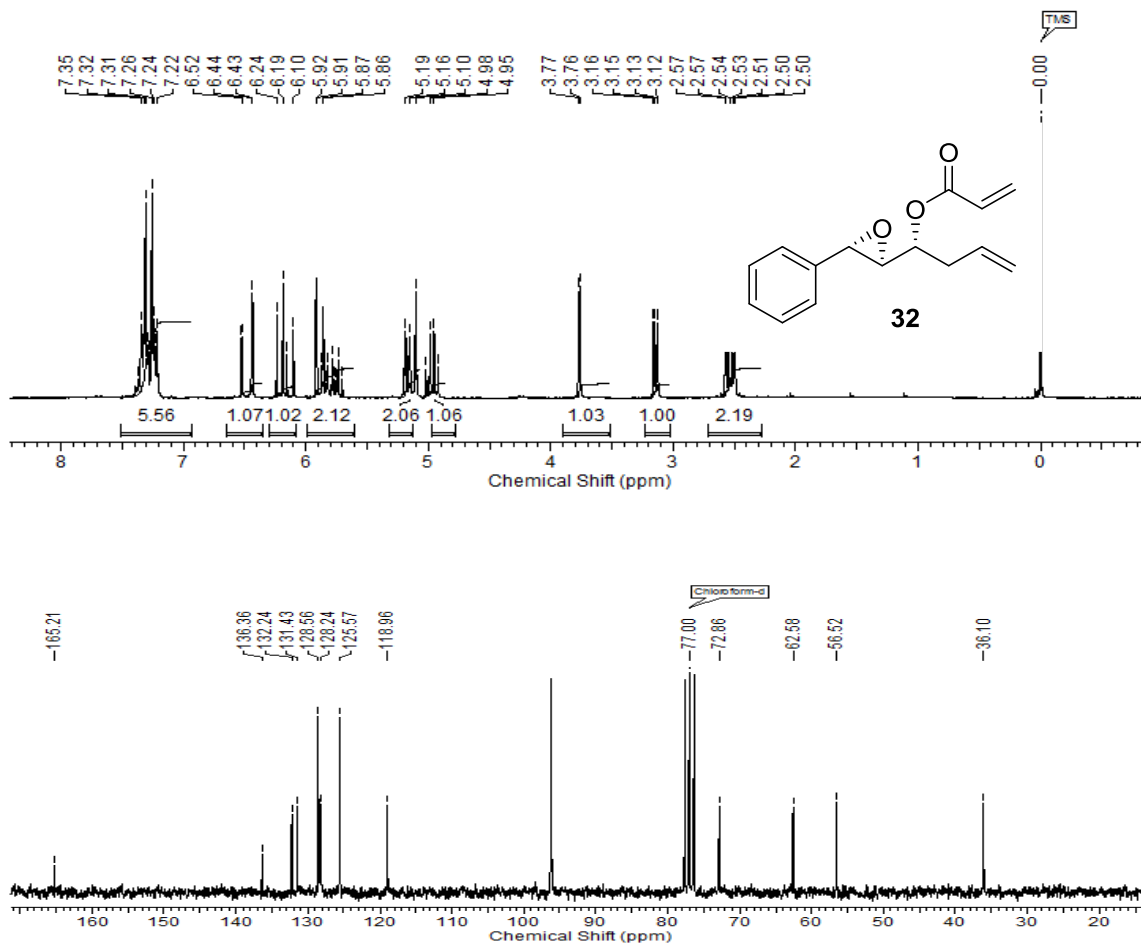 TMS
7.35 7.32 7.31 7.26 7.24 7.22 6.52 6.44 6.43 6.24 6.19 6.10 5.92 5.91 5.87 5.86 5.19 5.16 5.10 4.98 4.95 3.77 3.76 3.16 3.15 3.13 3.12 2.57 2.57 2.54 2.53 2.51 2.50 2.50 0.00
O
O
O
32
5.56 1.07 1.02 2.12 2.06 1.06 1.03 1.00 2.19
8 7 6 5 4 3 2 1 0
Chemical Shift (ppm)
Chloroform-d
165.21 136.36 132.24 131.43 128.56 128.24 125.57 118.96 77.00 72.86 62.58 56.52 36.10
160 150 140 130 120 110 100 90 80 70 60 50 40 30 20
Chemical Shift (ppm)